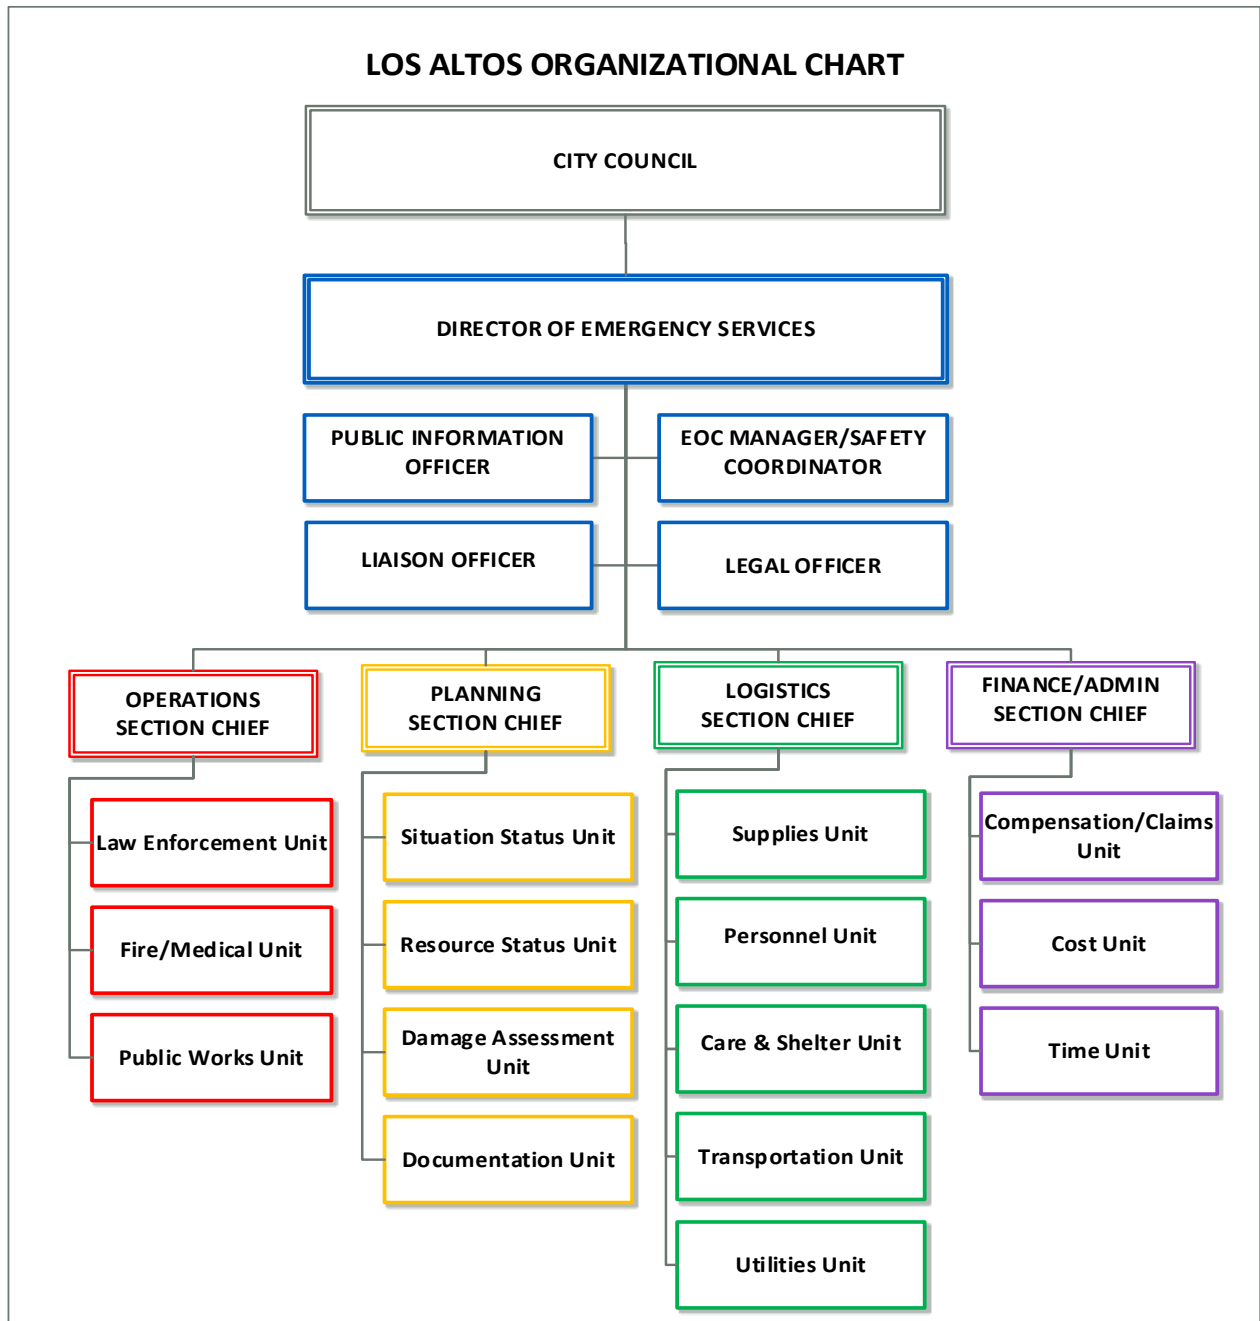 LOS ALTOS ORGANIZATIONAL CHART
CITY COUNCIL
DIRECTOR OF EMERGENCY SERVICES
PUBLIC INFORMATION
OFFICER
EOC MANAGER/SAFETY
COORDINATOR
LIAISON OFFICER
LEGAL OFFICER
OPERATIONS
SECTION CHIEF
PLANNING
SECTION CHIEF
LOGISTICS
SECTION CHIEF
FINANCE/ADMIN
SECTION CHIEF
Law Enforcement Unit
Fire/Medical Unit
Public Works Unit
Situation Status Unit
Resource Status Unit
Damage Assessment
Unit
Documentation Unit
Supplies Unit
Personnel Unit
Care & Shelter Unit
Transportation Unit
Utilities Unit
Compensation/Claims
Unit
Cost Unit
Time Unit